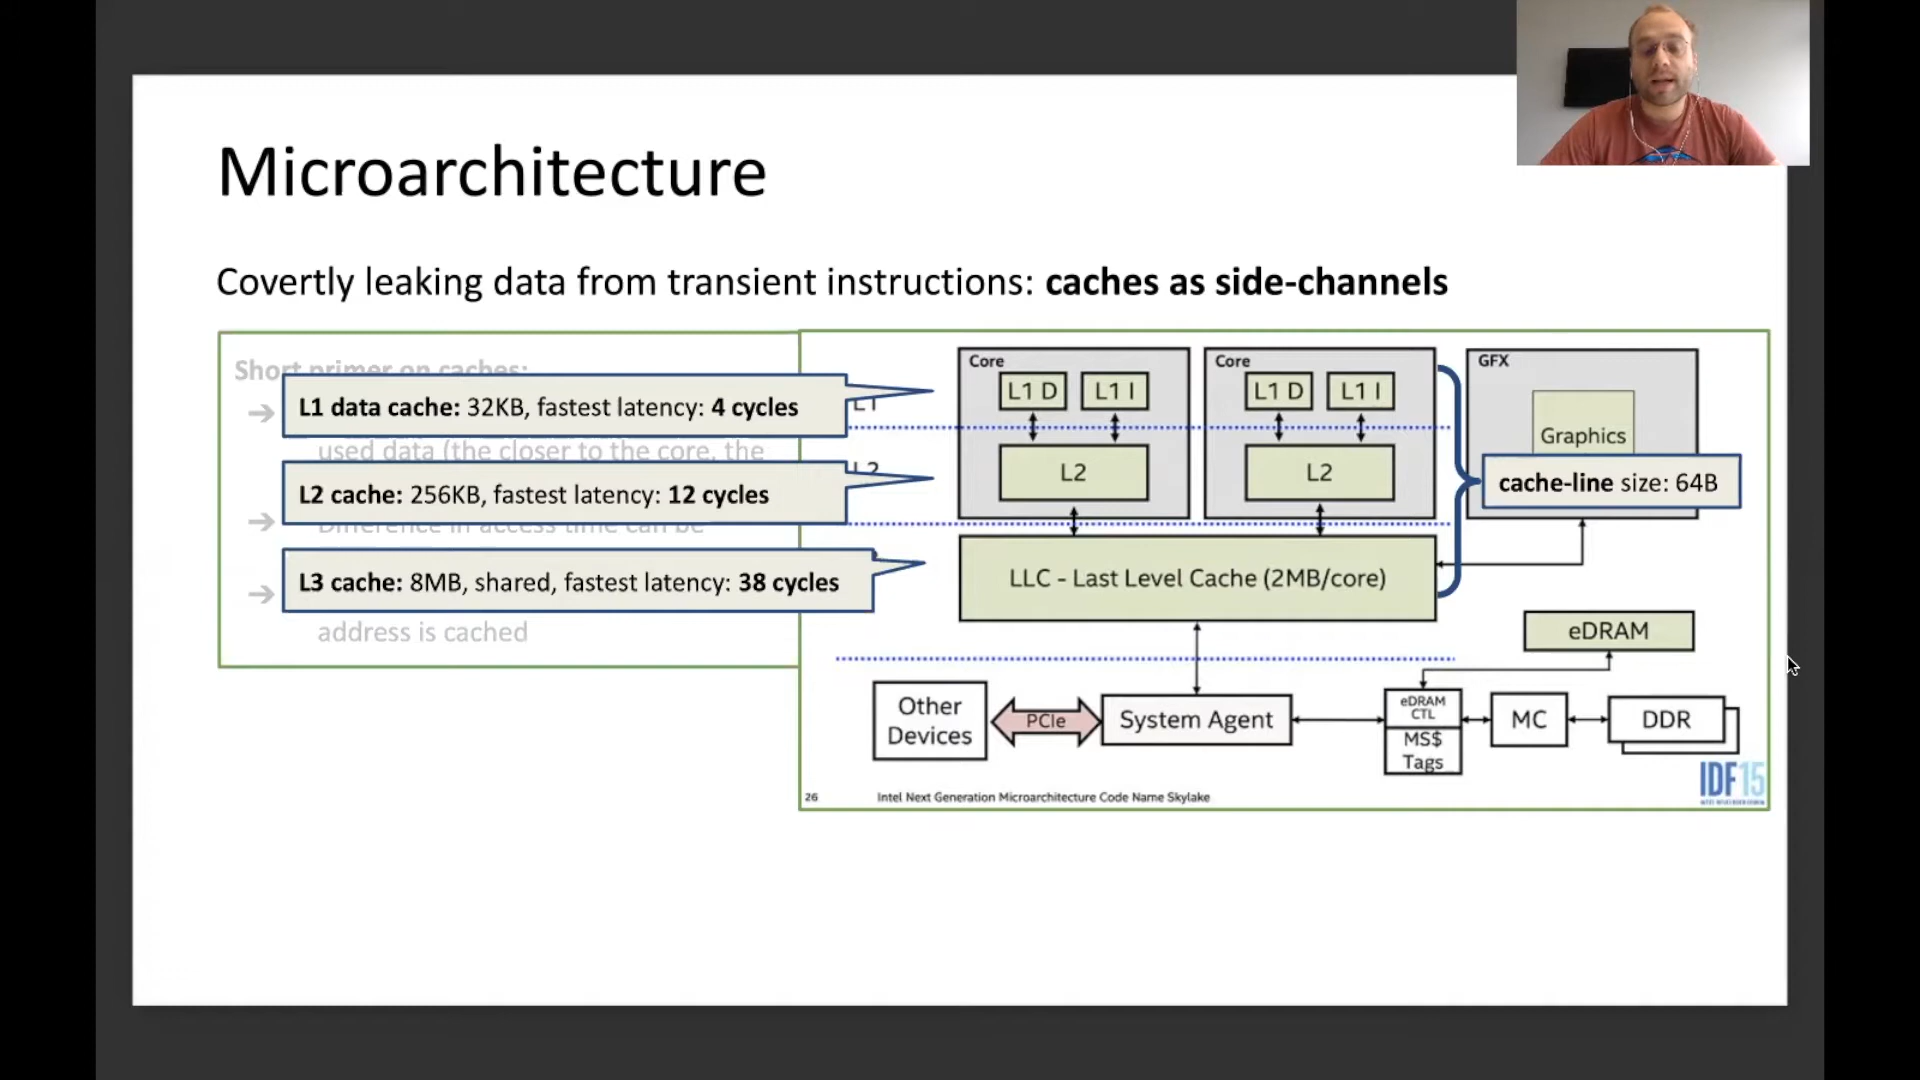 Microarchitecture
Covertly leaking data from transient instructions: caches as side-channels
Short primer on caches:
L1 data cache: 32KB, fastest latency: 4 cycles
used data (the closer to the core, the
L2 cache: 256KB, fastest latency: 12 cycles
Difference in access time can be
L3 cache: 8MB, shared, fastest latency: 38 cycles
address is cached
L1
L2
Core
L1 D
L1 I
L2
Core
L1 D
L1 I
L2
GFX
Graphics
cache-line size: 64B
LLC - Last Level Cache (2MB/core)
eDRAM
Other
Devices
PCIe
System Agent
eDRAM
CTL
MS$
Tags
MC
DDR
26
Intel Next Generation Microarchitecture Code Name Skylake
IDF15